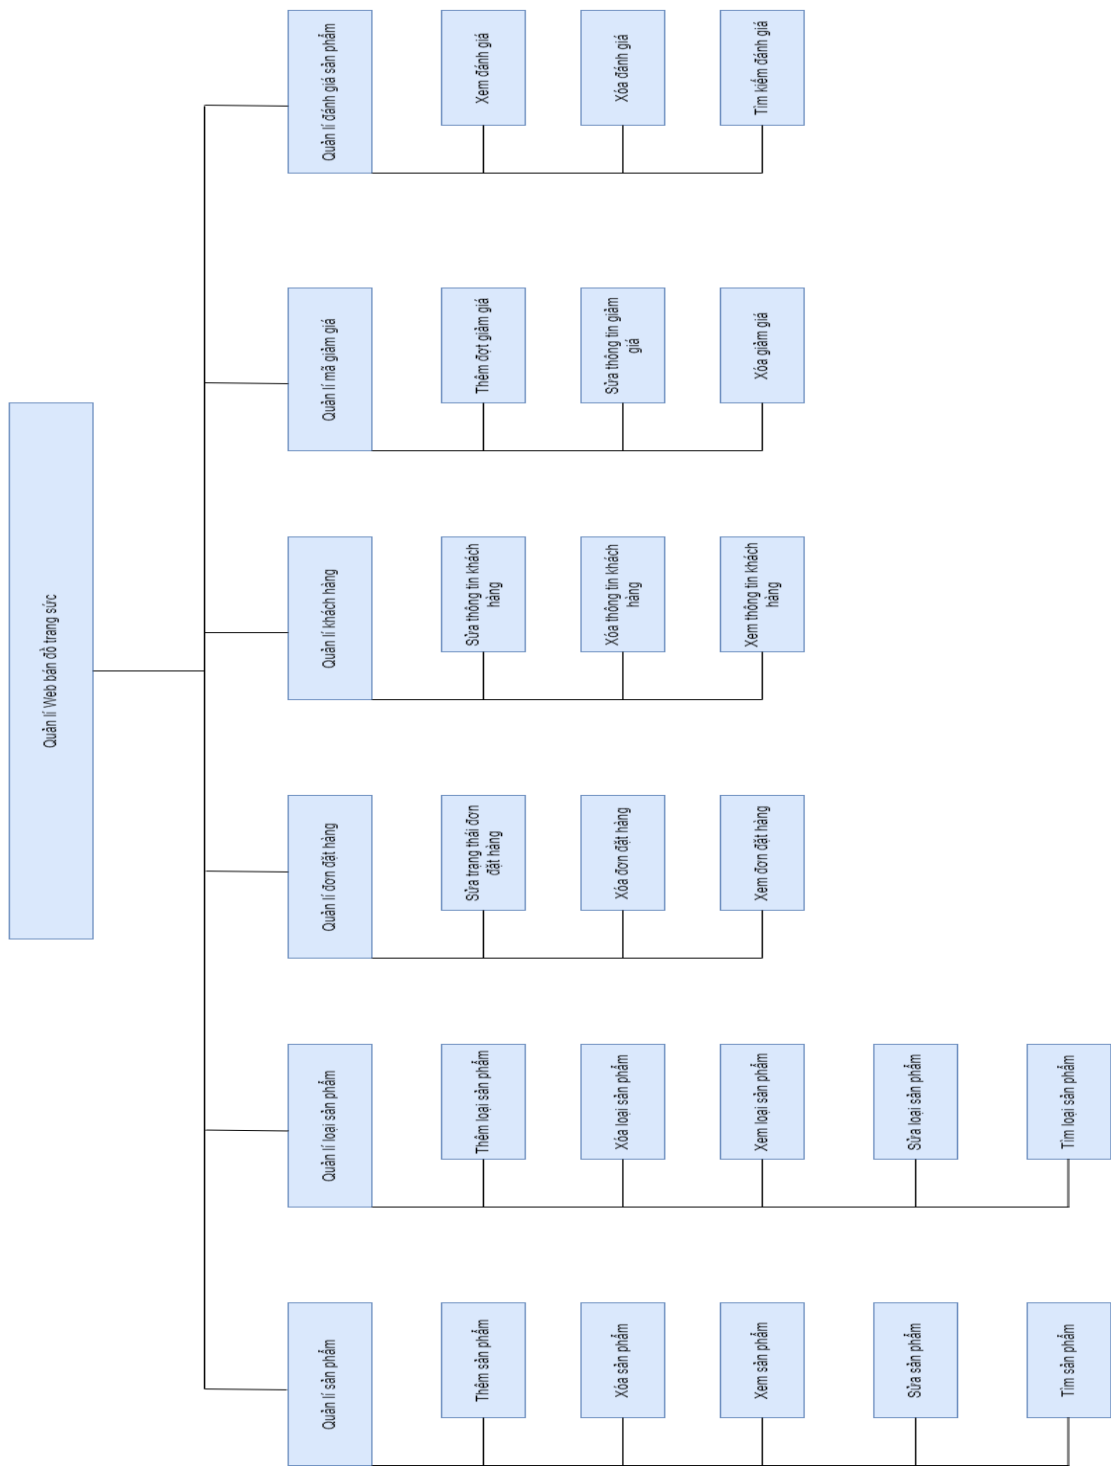 Quản lí Web bán đồ trang sức
Quản lí sản phẩm
Thêm sản phẩm
Xóa sản phẩm
Xem sản phẩm
Sửa sản phẩm
Tìm sản phẩm
Quản lí loại sản phẩm
Thêm loại sản phẩm
Xóa loại sản phẩm
Xem loại sản phẩm
Sửa loại sản phẩm
Tìm loại sản phẩm
Quản lí đơn đặt hàng
Sửa trạng thái đơn
đặt hàng
Xóa đơn đặt hàng
Xem đơn đặt hàng
Quản lí khách hàng
Sửa thông tin khách
hàng
Xóa thông tin khách
hàng
Xem thông tin khách
hàng
Quản lí mã giảm giá
Thêm đợt giảm giá
Sửa thông tin giảm
giá
Xóa giảm giá
Quản lí đánh giá sản phẩm
Xem đánh giá
Xóa đánh giá
Tìm kiếm đánh giá